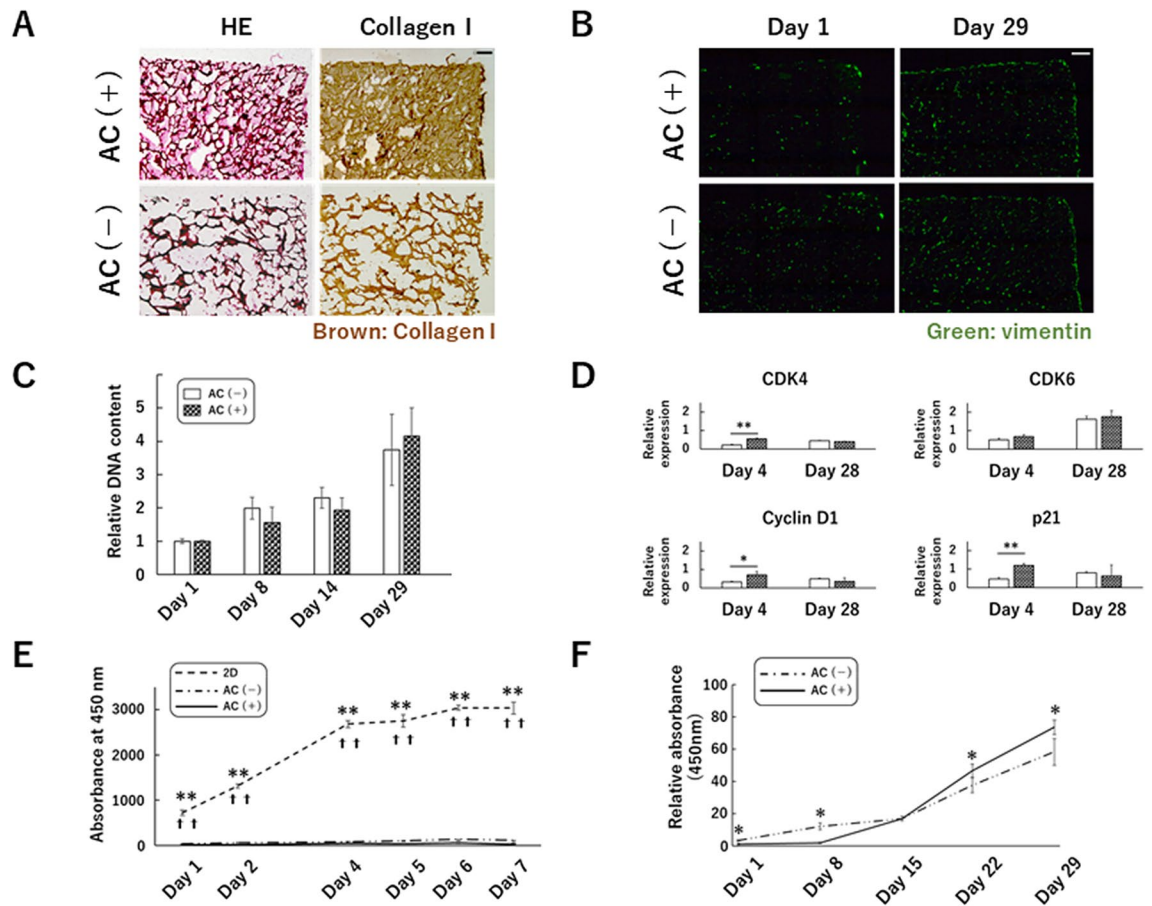 A
HE
Collagen I
AC (+)
AC (−)
Brown: Collagen I
B
Day 1
Day 29
AC (+)
AC (−)
Green: vimentin
C
Relative DNA content
AC (−)
AC (+)
5
4
3
2
1
0
Day 1
Day 8
Day 14
Day 29
D
CDK4
Relative
expression
2
1
0
**
Day 4
Day 28
CDK6
Relative
expression
2
1
0
Day 4
Day 28
Cyclin D1
Relative
expression
2
1
0
*
Day 4
Day 28
p21
Relative
expression
2
1
0
**
Day 4
Day 28
E
Absorbance at 450 nm
2D
AC (−)
AC (+)
3000
2000
1000
0
**
††
**
††
**
††
**
††
**
††
**
††
Day 1
Day 2
Day 4
Day 5
Day 6
Day 7
F
Relative absorbance
(450nm)
AC (−)
AC (+)
100
80
60
40
20
0
*
*
*
*
Day 1
Day 8
Day 15
Day 22
Day 29